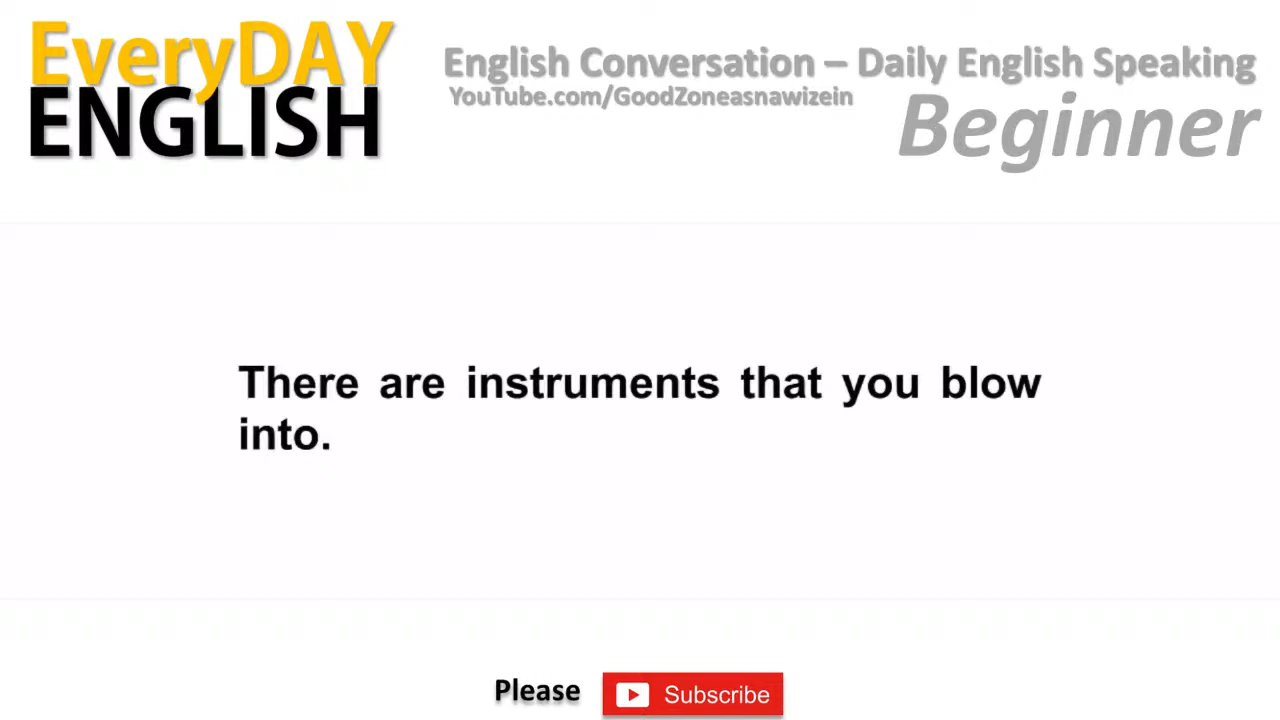 EveryDAY
ENGLISH
English Conversation – Daily English Speaking
YouTube.com/GoodZoneasnawizein
Beginner
There are instruments that you blow
into.
Please
Subscribe